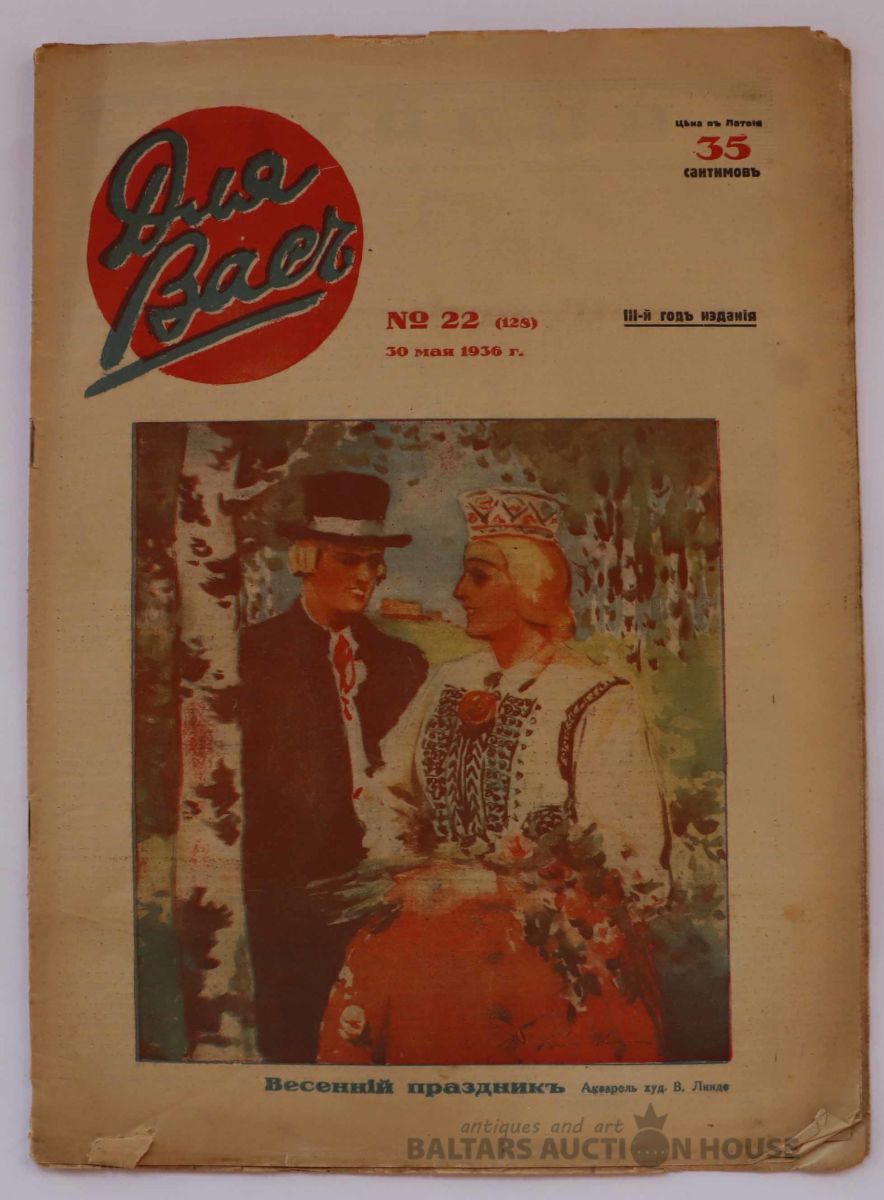 Для
Васъ
Цѣна въ Латвіи
35
сантимовъ
№ 22 (128)
30 мая 1936 г.
III-й годъ изданія
Весенній праздникъ Акварель худ. В. Линде
antiques and art
BALTARS AUCTION HOUSE